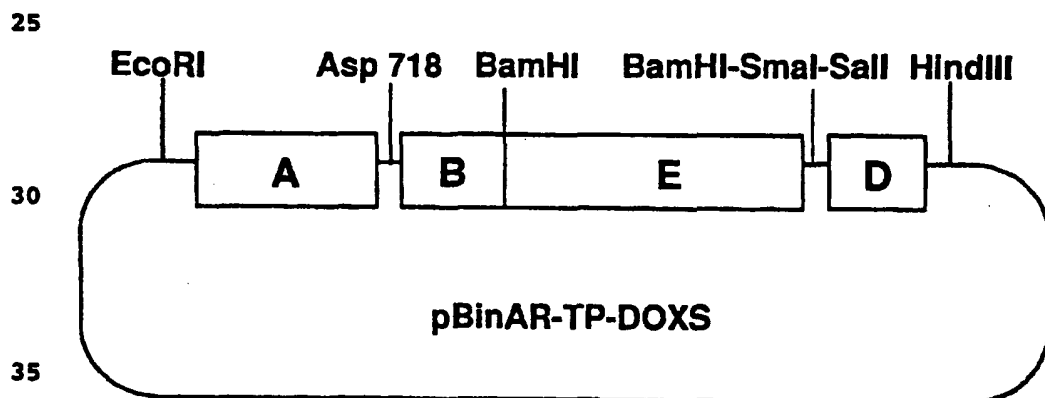 25
EcoRI Asp 718 BamHI BamHI-SmaI-SalI HindIII
A B E D
30
pBinAR-TP-DOXS
35